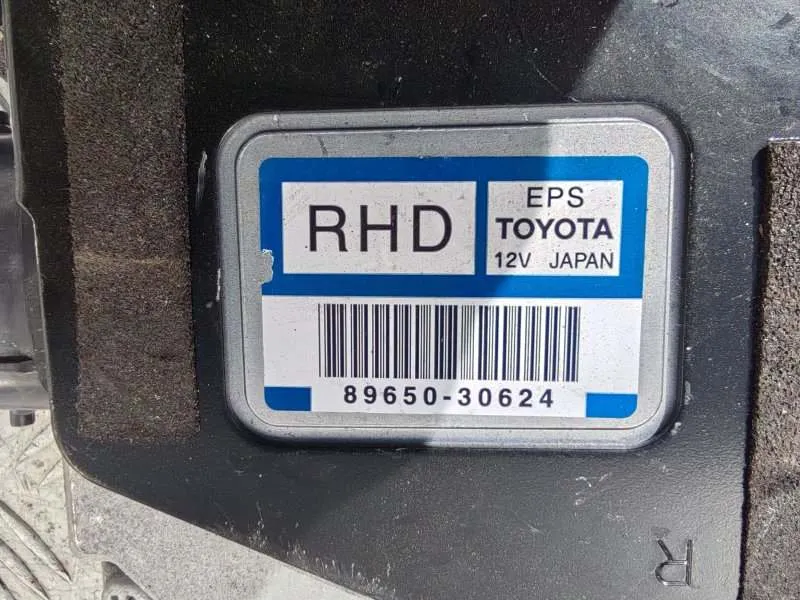 RHD
EPS
TOYOTA
12V JAPAN
89650-30624
R